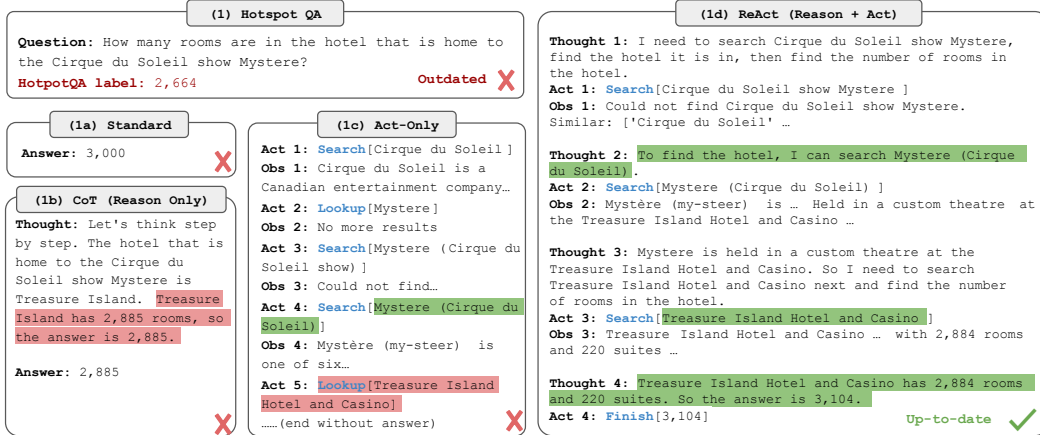 (1) Hotspot QA
Question: How many rooms are in the hotel that is home to
the Cirque du Soleil show Mystere?
HotpotQA label: 2,664
Outdated
(1a) Standard
Answer: 3,000
(1b) CoT (Reason Only)
Thought: Let's think step
by step. The hotel that is
home to the Cirque du
Soleil show Mystere is
Treasure Island. Treasure
Island has 2,885 rooms, so
the answer is 2,885.
Answer: 2,885
(1c) Act-Only
Act 1: Search[Cirque du Soleil]
Obs 1: Cirque du Soleil is a
Canadian entertainment company…
Act 2: Lookup[Mystere]
Obs 2: No more results
Act 3: Search[Mystere (Cirque du
Soleil show)]
Obs 3: Could not find…
Act 4: Search[Mystere (Cirque du
Soleil)]
Obs 4: Mystère (my-steer) is
one of six…
Act 5: Lookup[Treasure Island
Hotel and Casino]
……(end without answer)
(1d) ReAct (Reason + Act)
Thought 1: I need to search Cirque du Soleil show Mystere,
find the hotel it is in, then find the number of rooms in
the hotel.
Act 1: Search[Cirque du Soleil show Mystere ]
Obs 1: Could not find Cirque du Soleil show Mystere.
Similar: ['Cirque du Soleil' …
Thought 2: To find the hotel, I can search Mystere (Cirque
du Soleil).
Act 2: Search[Mystere (Cirque du Soleil) ]
Obs 2: Mystère (my-steer) is … Held in a custom theatre at
the Treasure Island Hotel and Casino …
Thought 3: Mystere is held in a custom theatre at the
Treasure Island Hotel and Casino. So I need to search
Treasure Island Hotel and Casino next and find the number
of rooms in the hotel.
Act 3: Search[Treasure Island Hotel and Casino ]
Obs 3: Treasure Island Hotel and Casino … with 2,884 rooms
and 220 suites …
Thought 4: Treasure Island Hotel and Casino has 2,884 rooms
and 220 suites. So the answer is 3,104.
Act 4: Finish[3,104]
Up-to-date